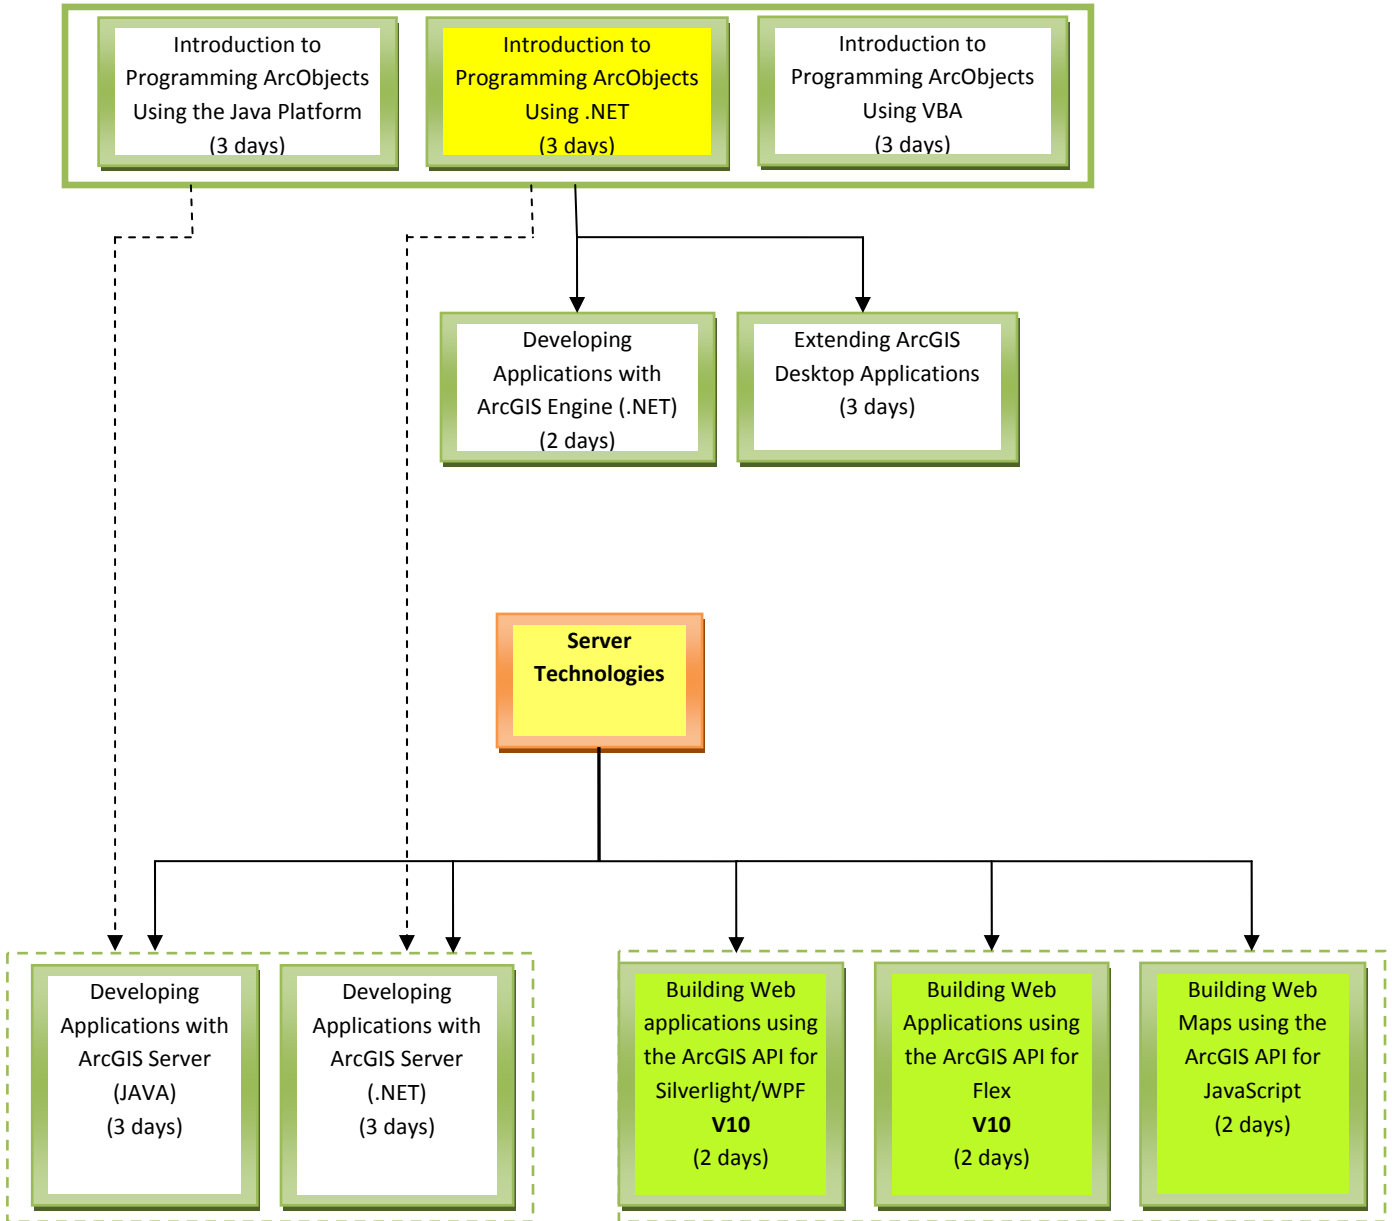 Introduction to
Programming ArcObjects
Using the Java Platform
(3 days)
Introduction to
Programming ArcObjects
Using .NET
(3 days)
Introduction to
Programming ArcObjects
Using VBA
(3 days)
Developing
Applications with
ArcGIS Engine (.NET)
(2 days)
Extending ArcGIS
Desktop Applications
(3 days)
Server
Technologies
Developing
Applications with
ArcGIS Server
(JAVA)
(3 days)
Developing
Applications with
ArcGIS Server
(.NET)
(3 days)
Building Web
applications using
the ArcGIS API for
Silverlight/WPF
V10
(2 days)
Building Web
Applications using
the ArcGIS API for
Flex
V10
(2 days)
Building Web
Maps using the
ArcGIS API for
JavaScript
(2 days)